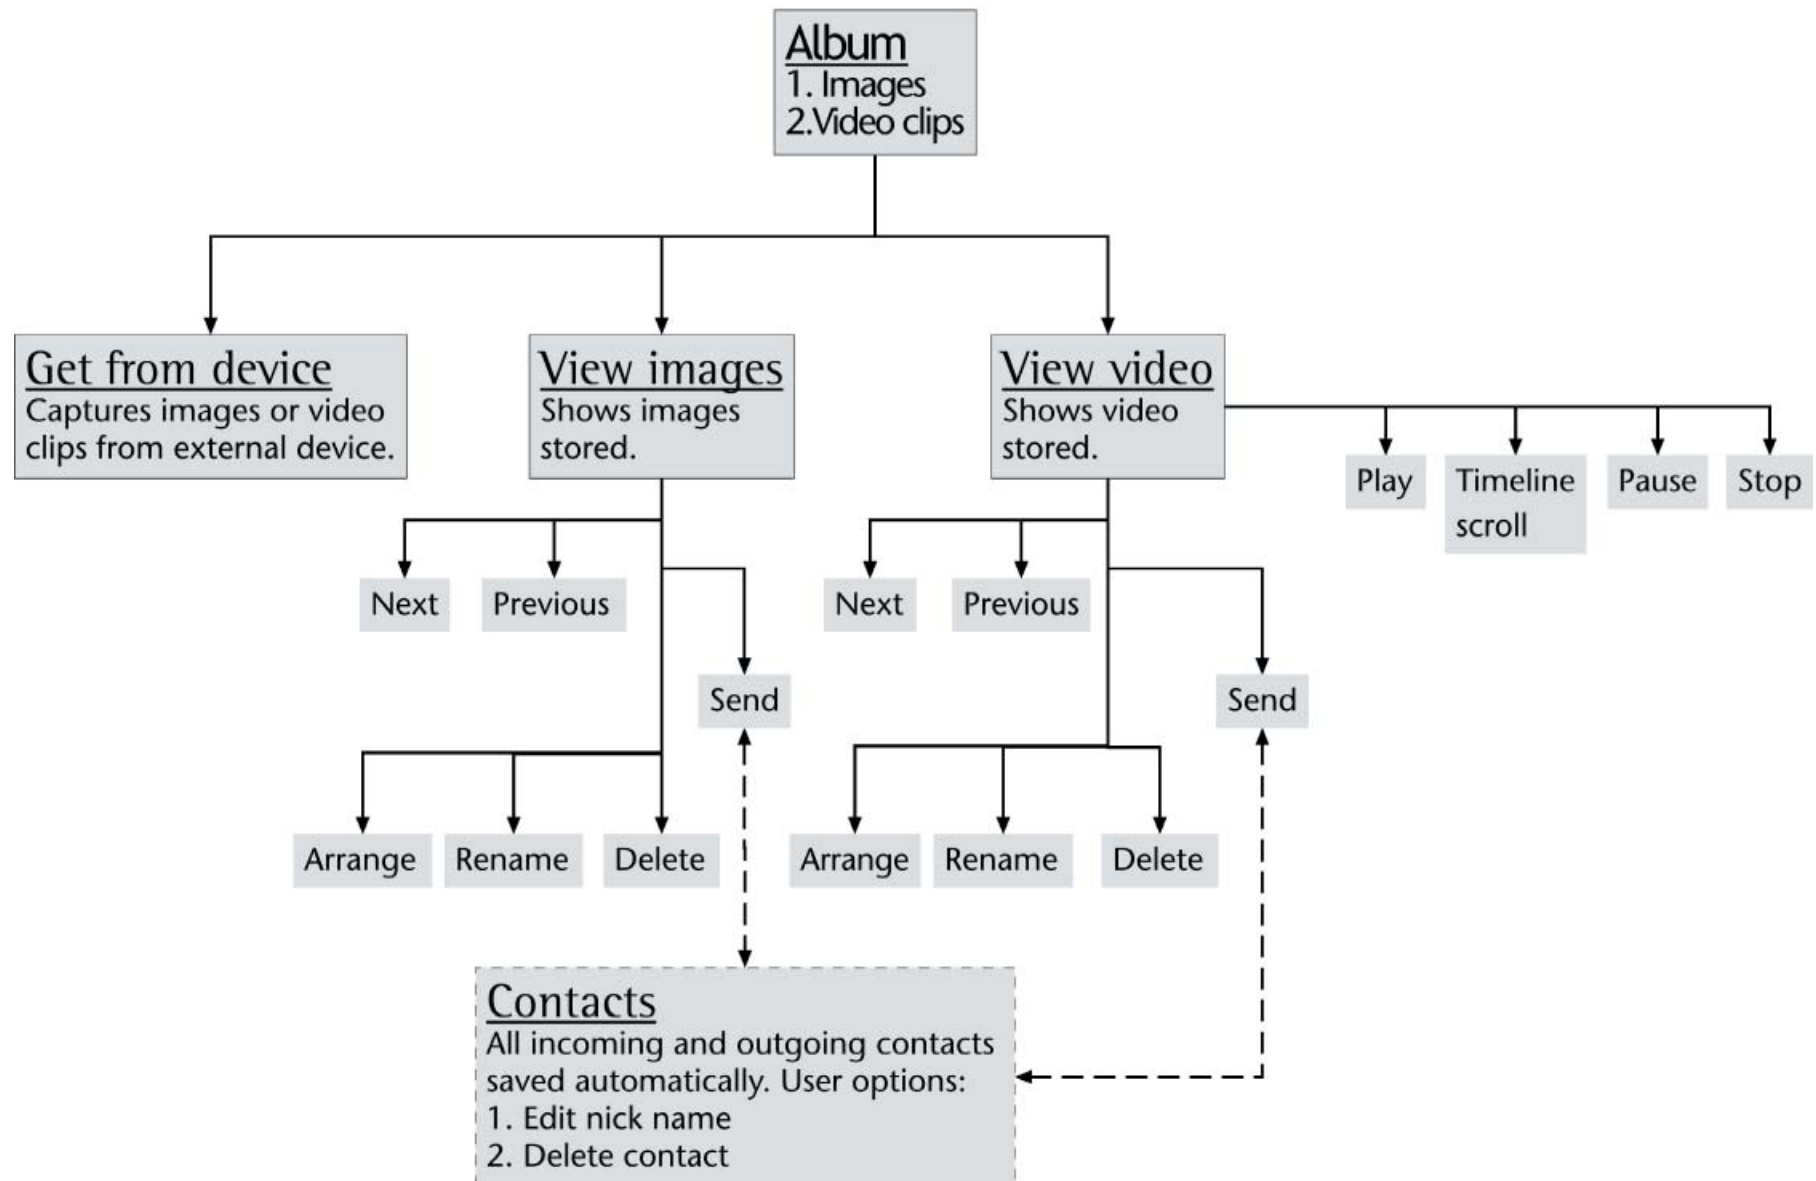 Album
1. Images
2.Video clips
Get from device
Captures images or video
clips from external device.
View images
Shows images
stored.
View video
Shows video
stored.
Play
Timeline
scroll
Pause
Stop
Next
Previous
Next
Previous
Send
Send
Arrange
Rename
Delete
Arrange
Rename
Delete
Contacts
All incoming and outgoing contacts
saved automatically. User options:
1. Edit nick name
2. Delete contact